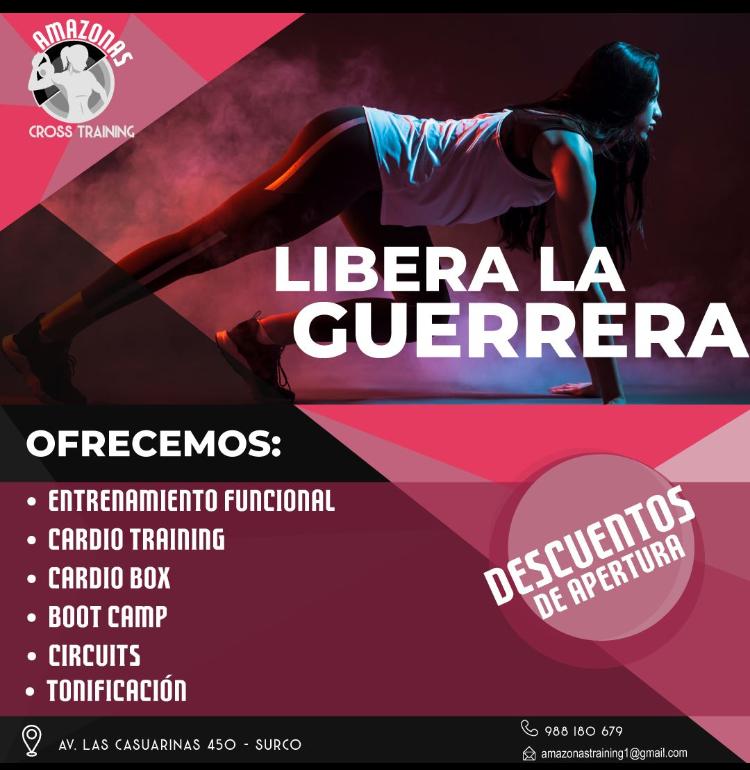 AMAZONAS
CROSS TRAINING
LIBERA LA
GUERRERA
OFRECEMOS:
• ENTRENAMIENTO FUNCIONAL
• CARDIO TRAINING
• CARDIO BOX
• BOOT CAMP
• CIRCUITS
• TONIFICACIÓN
DESCUENTOS
DE APERTURA
AV. LAS CASUARINAS 450 - SURCO
988 180 679
amazonastraining1@gmail.com